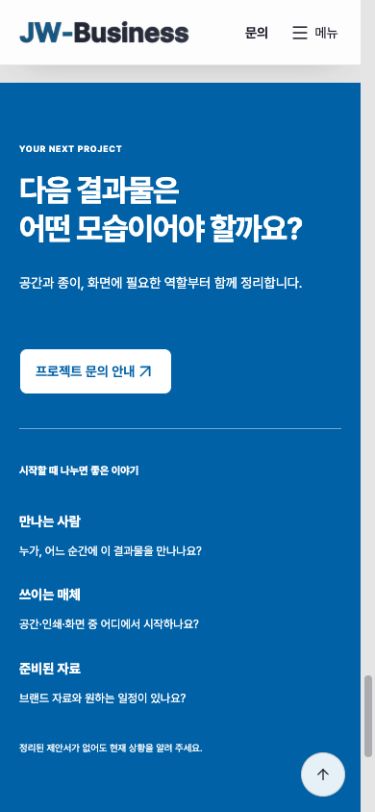 JW-Business
문의
메뉴
YOUR NEXT PROJECT
다음 결과물은
어떤 모습이어야 할까요?
공간과 종이, 화면에 필요한 역할부터 함께 정리합니다.
프로젝트 문의 안내
시작할 때 나누면 좋은 이야기
만나는 사람
누가, 어느 순간에 이 결과물을 만나나요?
쓰이는 매체
공간·인쇄·화면 중 어디에서 시작하나요?
준비된 자료
브랜드 자료와 원하는 일정이 있나요?
정리된 제안서가 없어도 현재 상황을 알려 주세요.